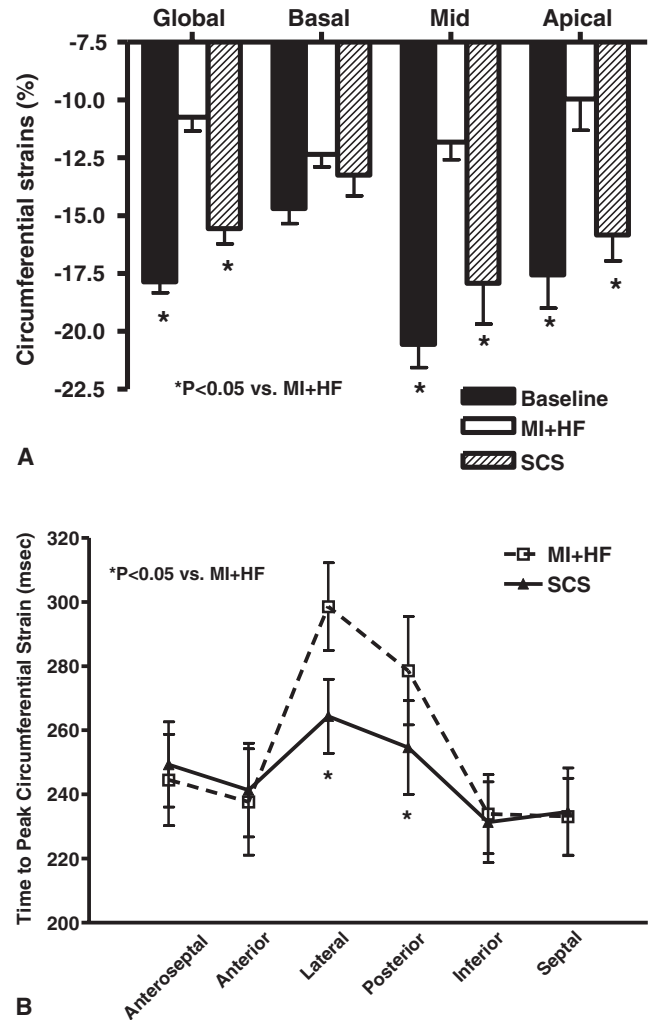 Global Basal Mid Apical
Circumferential strains (%)
-7.5
-10.0
-12.5
-15.0
-17.5
-20.0
-22.5
* * * * * *
*P<0.05 vs. MI+HF
Baseline
MI+HF
SCS
A
Time to Peak Circumferential Strain (msec)
320
300
280
260
240
220
200
*P<0.05 vs. MI+HF
MI+HF
SCS
* *
Anteroseptal Anterior Lateral Posterior Inferior Septal
B